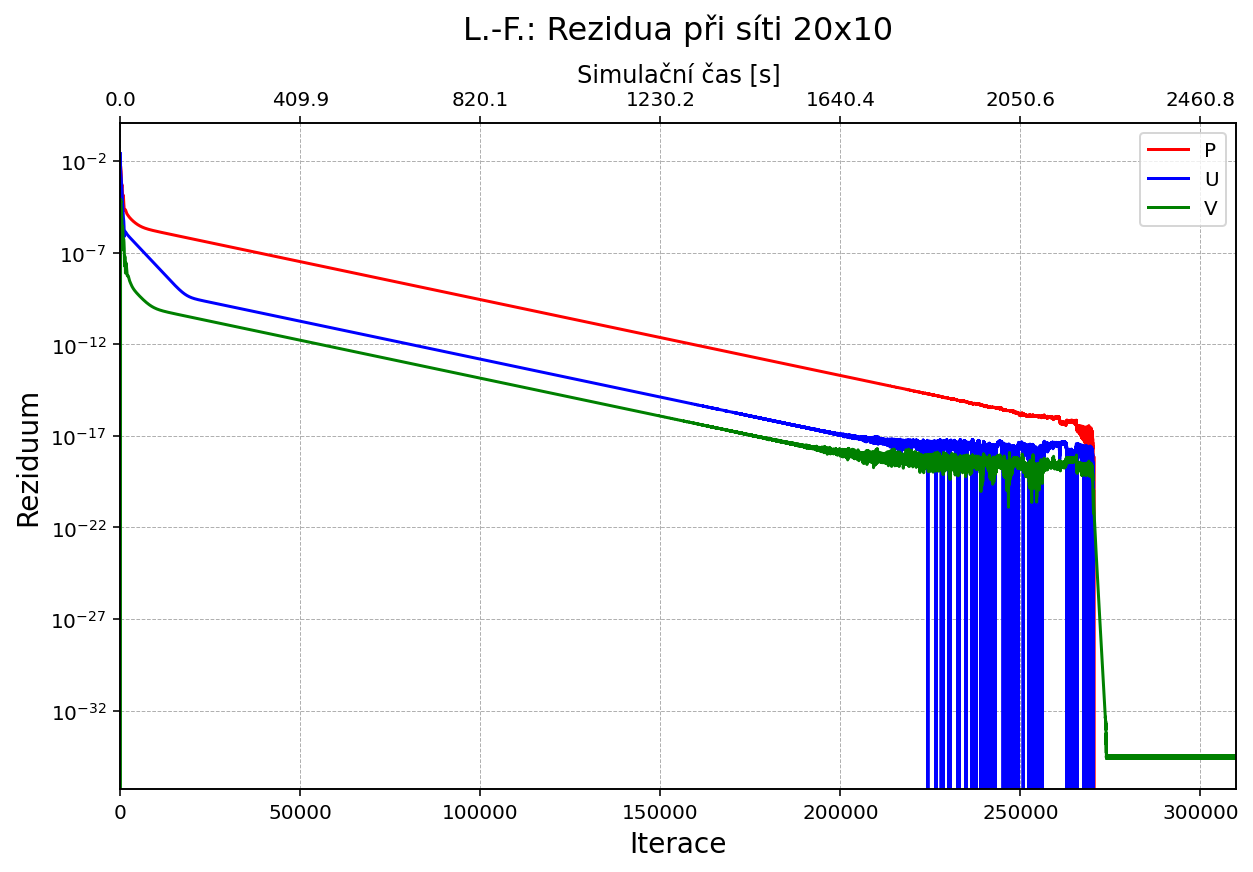 L.-F.: Rezidua při síti 20x10
Simulační čas [s]
0.0 409.9 820.1 1230.2 1640.4 2050.6 2460.8
P
U
V
10⁻²
10⁻⁷
10⁻¹²
10⁻¹⁷
10⁻²²
10⁻²⁷
10⁻³²
Reziduum
0 50000 100000 150000 200000 250000 300000
Iterace